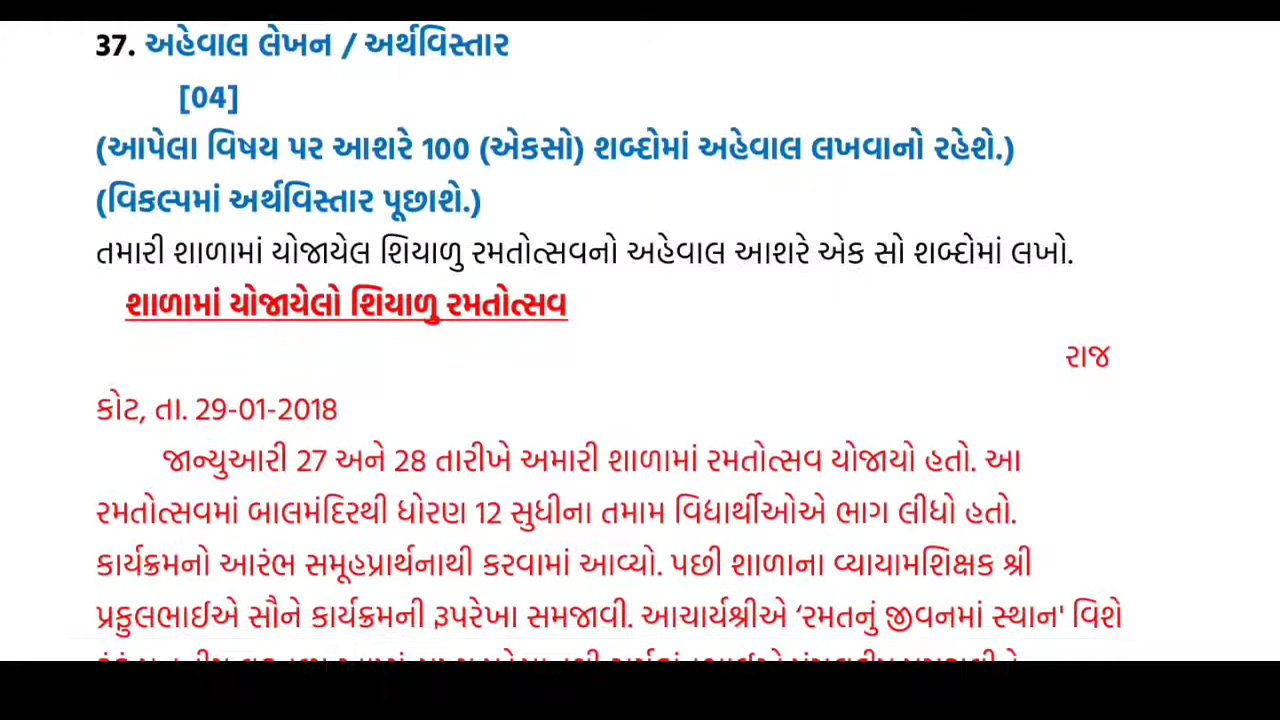 37. અહેવાલ લેખન / અર્થવિસ્તાર
[04]
(આપેલા વિષય પર આશરે 100 (એકસો) શબ્દોમાં અહેવાલ લખવાનો રહેશે.)
(વિકલ્પમાં અર્થવિસ્તાર પૂછાશે.)
તમારી શાળામાં યોજાયેલ શિયાળુ રમતોત્સવનો અહેવાલ આશરે એક સો શબ્દોમાં લખો.
શાળામાં યોજાયેલો શિયાળુ રમતોત્સવ
રાજ
કોટ, તા. 29-01-2018
જાન્યુઆરી 27 અને 28 તારીખે અમારી શાળામાં રમતોત્સવ યોજાયો હતો. આ
રમતોત્સવમાં બાલમંદિરથી ધોરણ 12 સુધીના તમામ વિદ્યાર્થીઓએ ભાગ લીધો હતો.
કાર્યક્રમનો આરંભ સમૂહપ્રાર્થનાથી કરવામાં આવ્યો. પછી શાળાના વ્યાયામશિક્ષક શ્રી
પ્રફુલભાઈએ સૌને કાર્યક્રમની રૂપરેખા સમજાવી. આચાર્યશ્રીએ ‘રમતનું જીવનમાં સ્થાન' વિશે